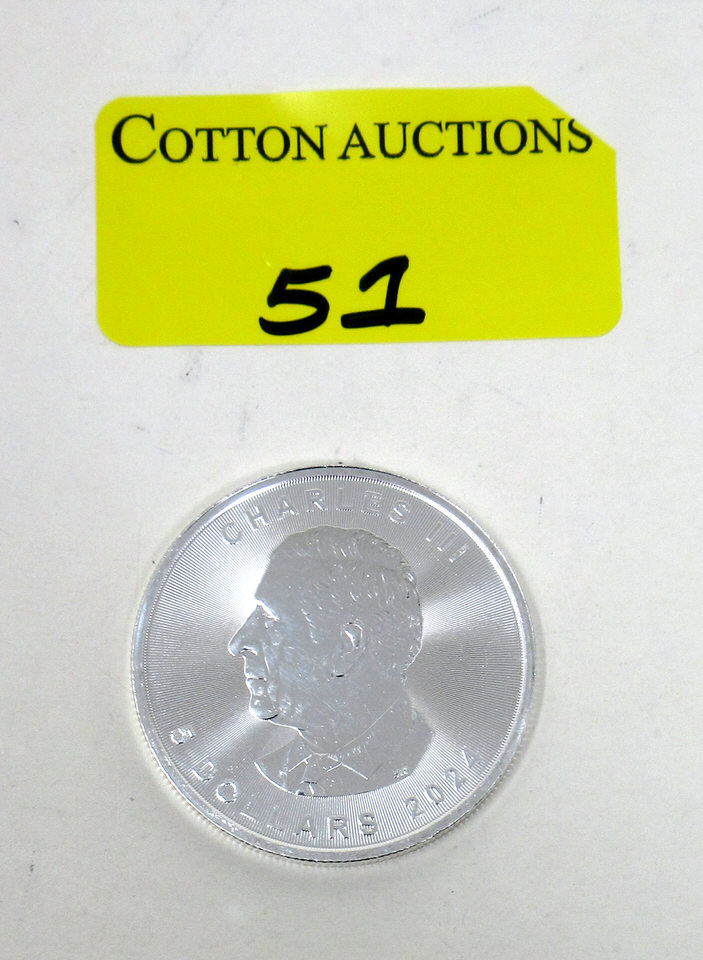 COTTON AUCTIONS
51
CHARLES III
5 DOLLARS 2024